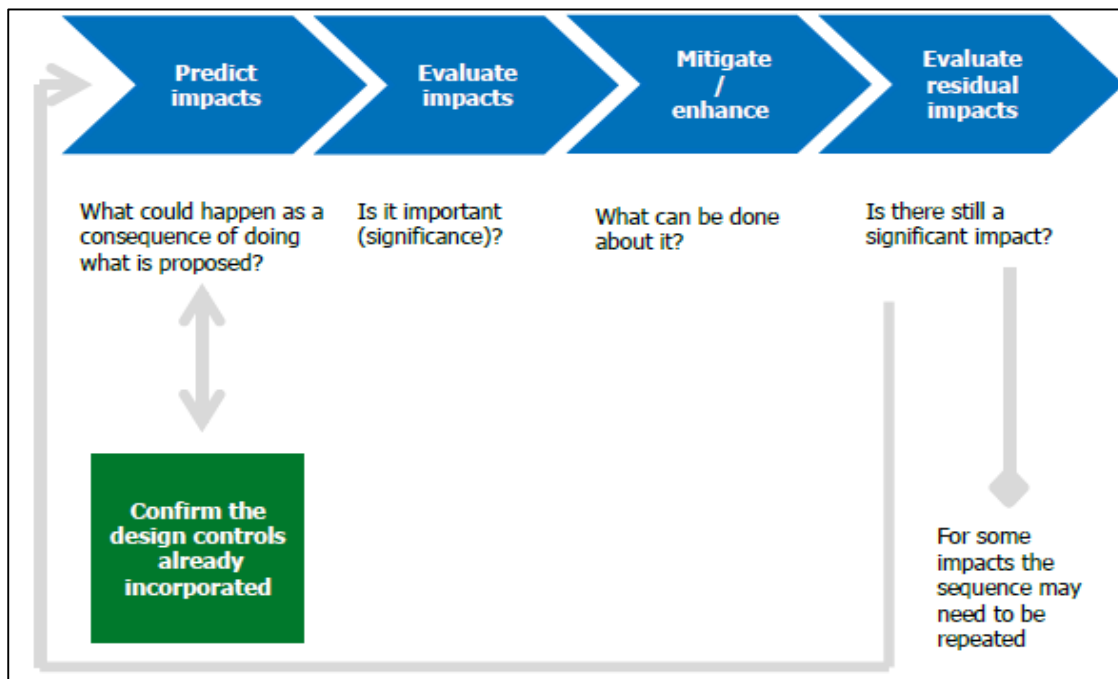 Predict
impacts
Evaluate
impacts
Mitigate
/
enhance
Evaluate
residual
impacts
What could happen as a
consequence of doing
what is proposed?
Is it important
(significance)?
What can be done
about it?
Is there still a
significant impact?
Confirm the
design controls
already
incorporated
For some
impacts the
sequence may
need to be
repeated